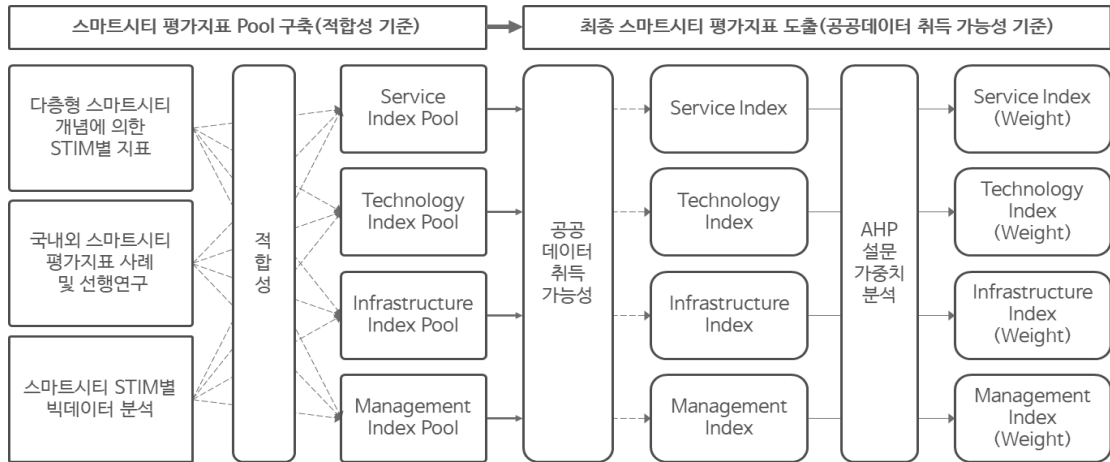 스마트시티 평가지표 Pool 구축(적합성 기준)
최종 스마트시티 평가지표 도출(공공데이터 취득 가능성 기준)
다층형 스마트시티
개념에 의한
STIM별 지표
국내외 스마트시티
평가지표 사례
및 선행연구
스마트시티 STIM별
빅데이터 분석
적
합
성
Service
Index Pool
Technology
Index Pool
Infrastructure
Index Pool
Management
Index Pool
공공
데이터
취득
가능성
Service Index
Technology
Index
Infrastructure
Index
Management
Index
AHP
설문
가중치
분석
Service Index
(Weight)
Technology
Index
(Weight)
Infrastructure
Index
(Weight)
Management
Index
(Weight)